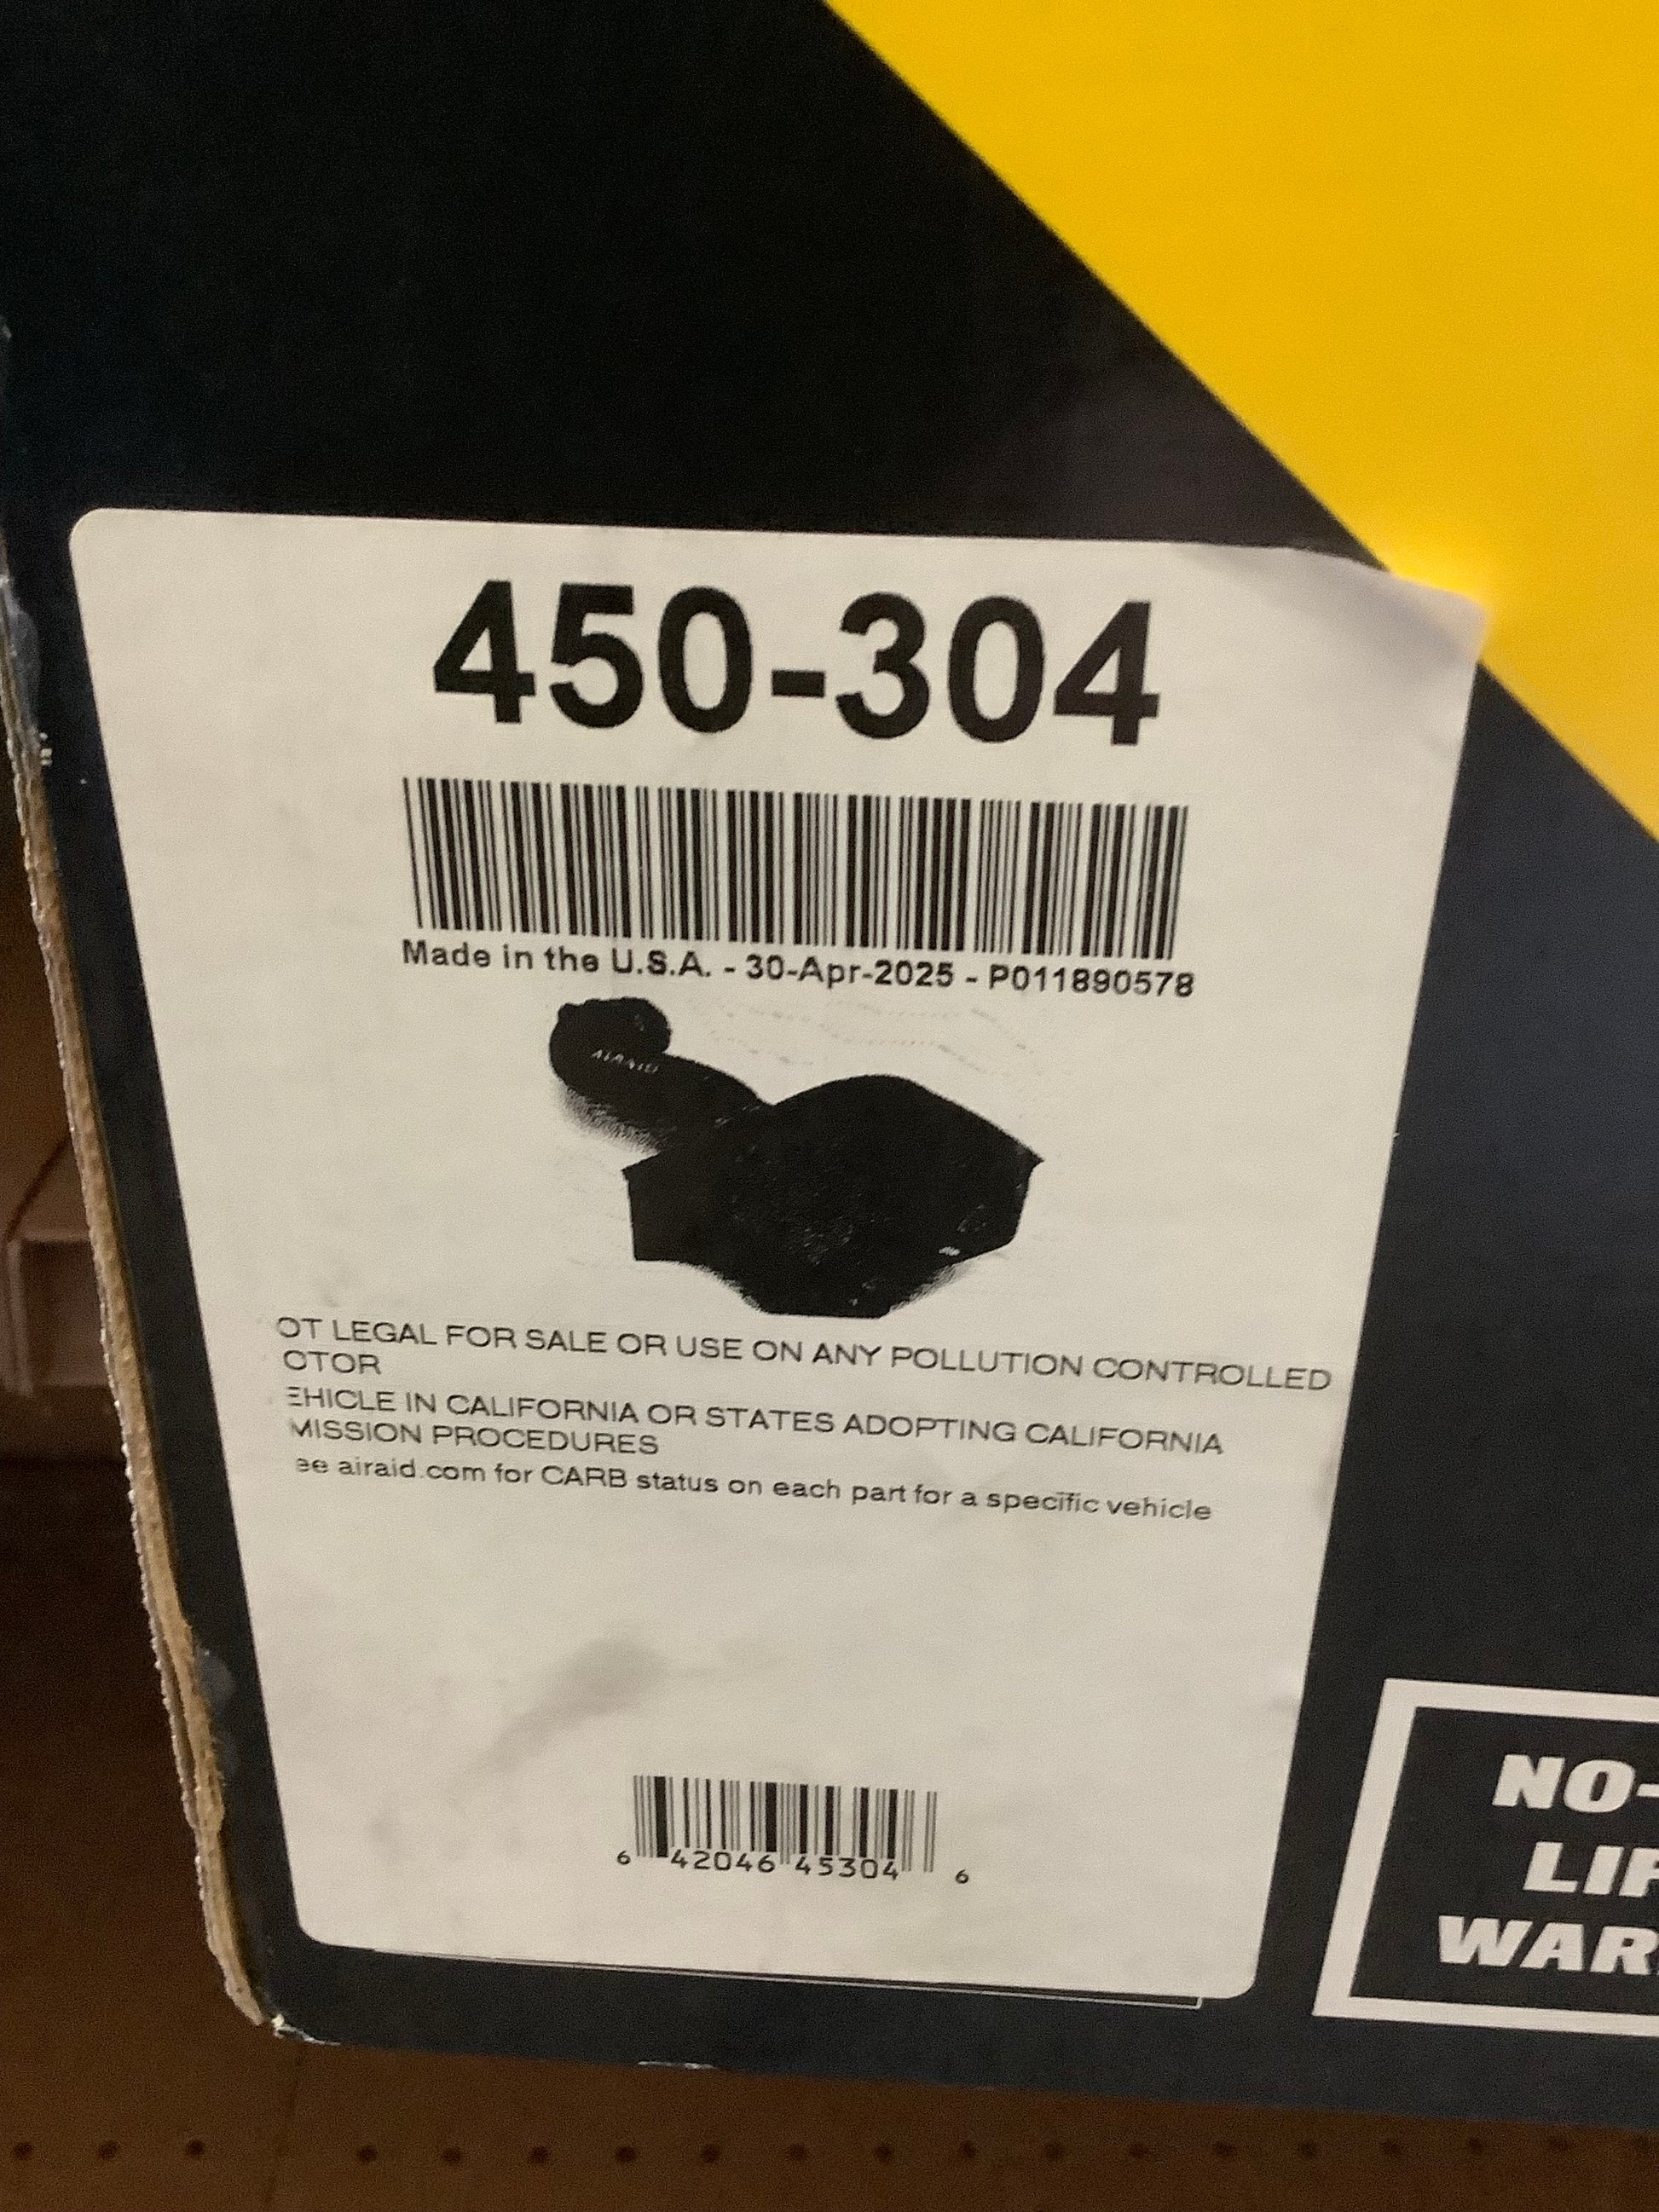 450-304
Made in the U.S.A. - 30-Apr-2025 - P011890578
AIRAID
OT LEGAL FOR SALE OR USE ON ANY POLLUTION CONTROLLED
OTOR
EHICLE IN CALIFORNIA OR STATES ADOPTING CALIFORNIA
MISSION PROCEDURES
ee airaid.com for CARB status on each part for a specific vehicle
6 42046 45304 6
NO-
LIF
WAR